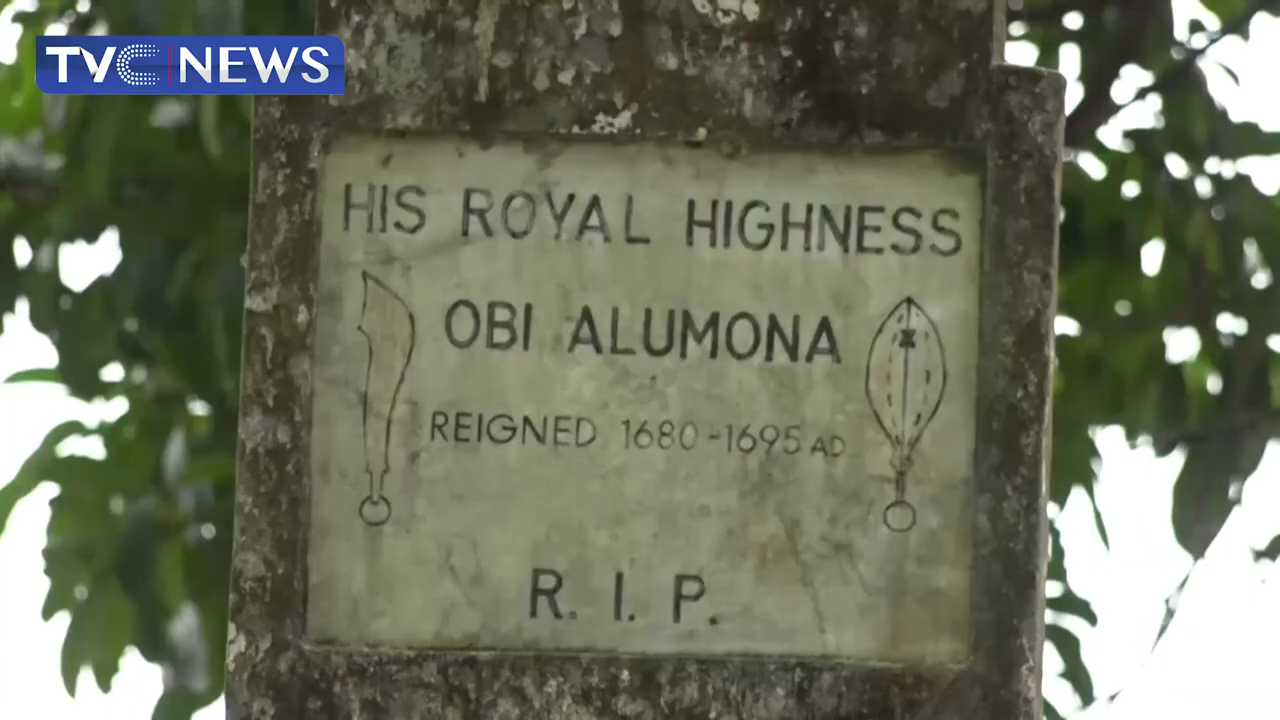 TVC NEWS
HIS ROYAL HIGHNESS
OBI ALUMONA
REIGNED 1680-1695 AD
R. I. P.